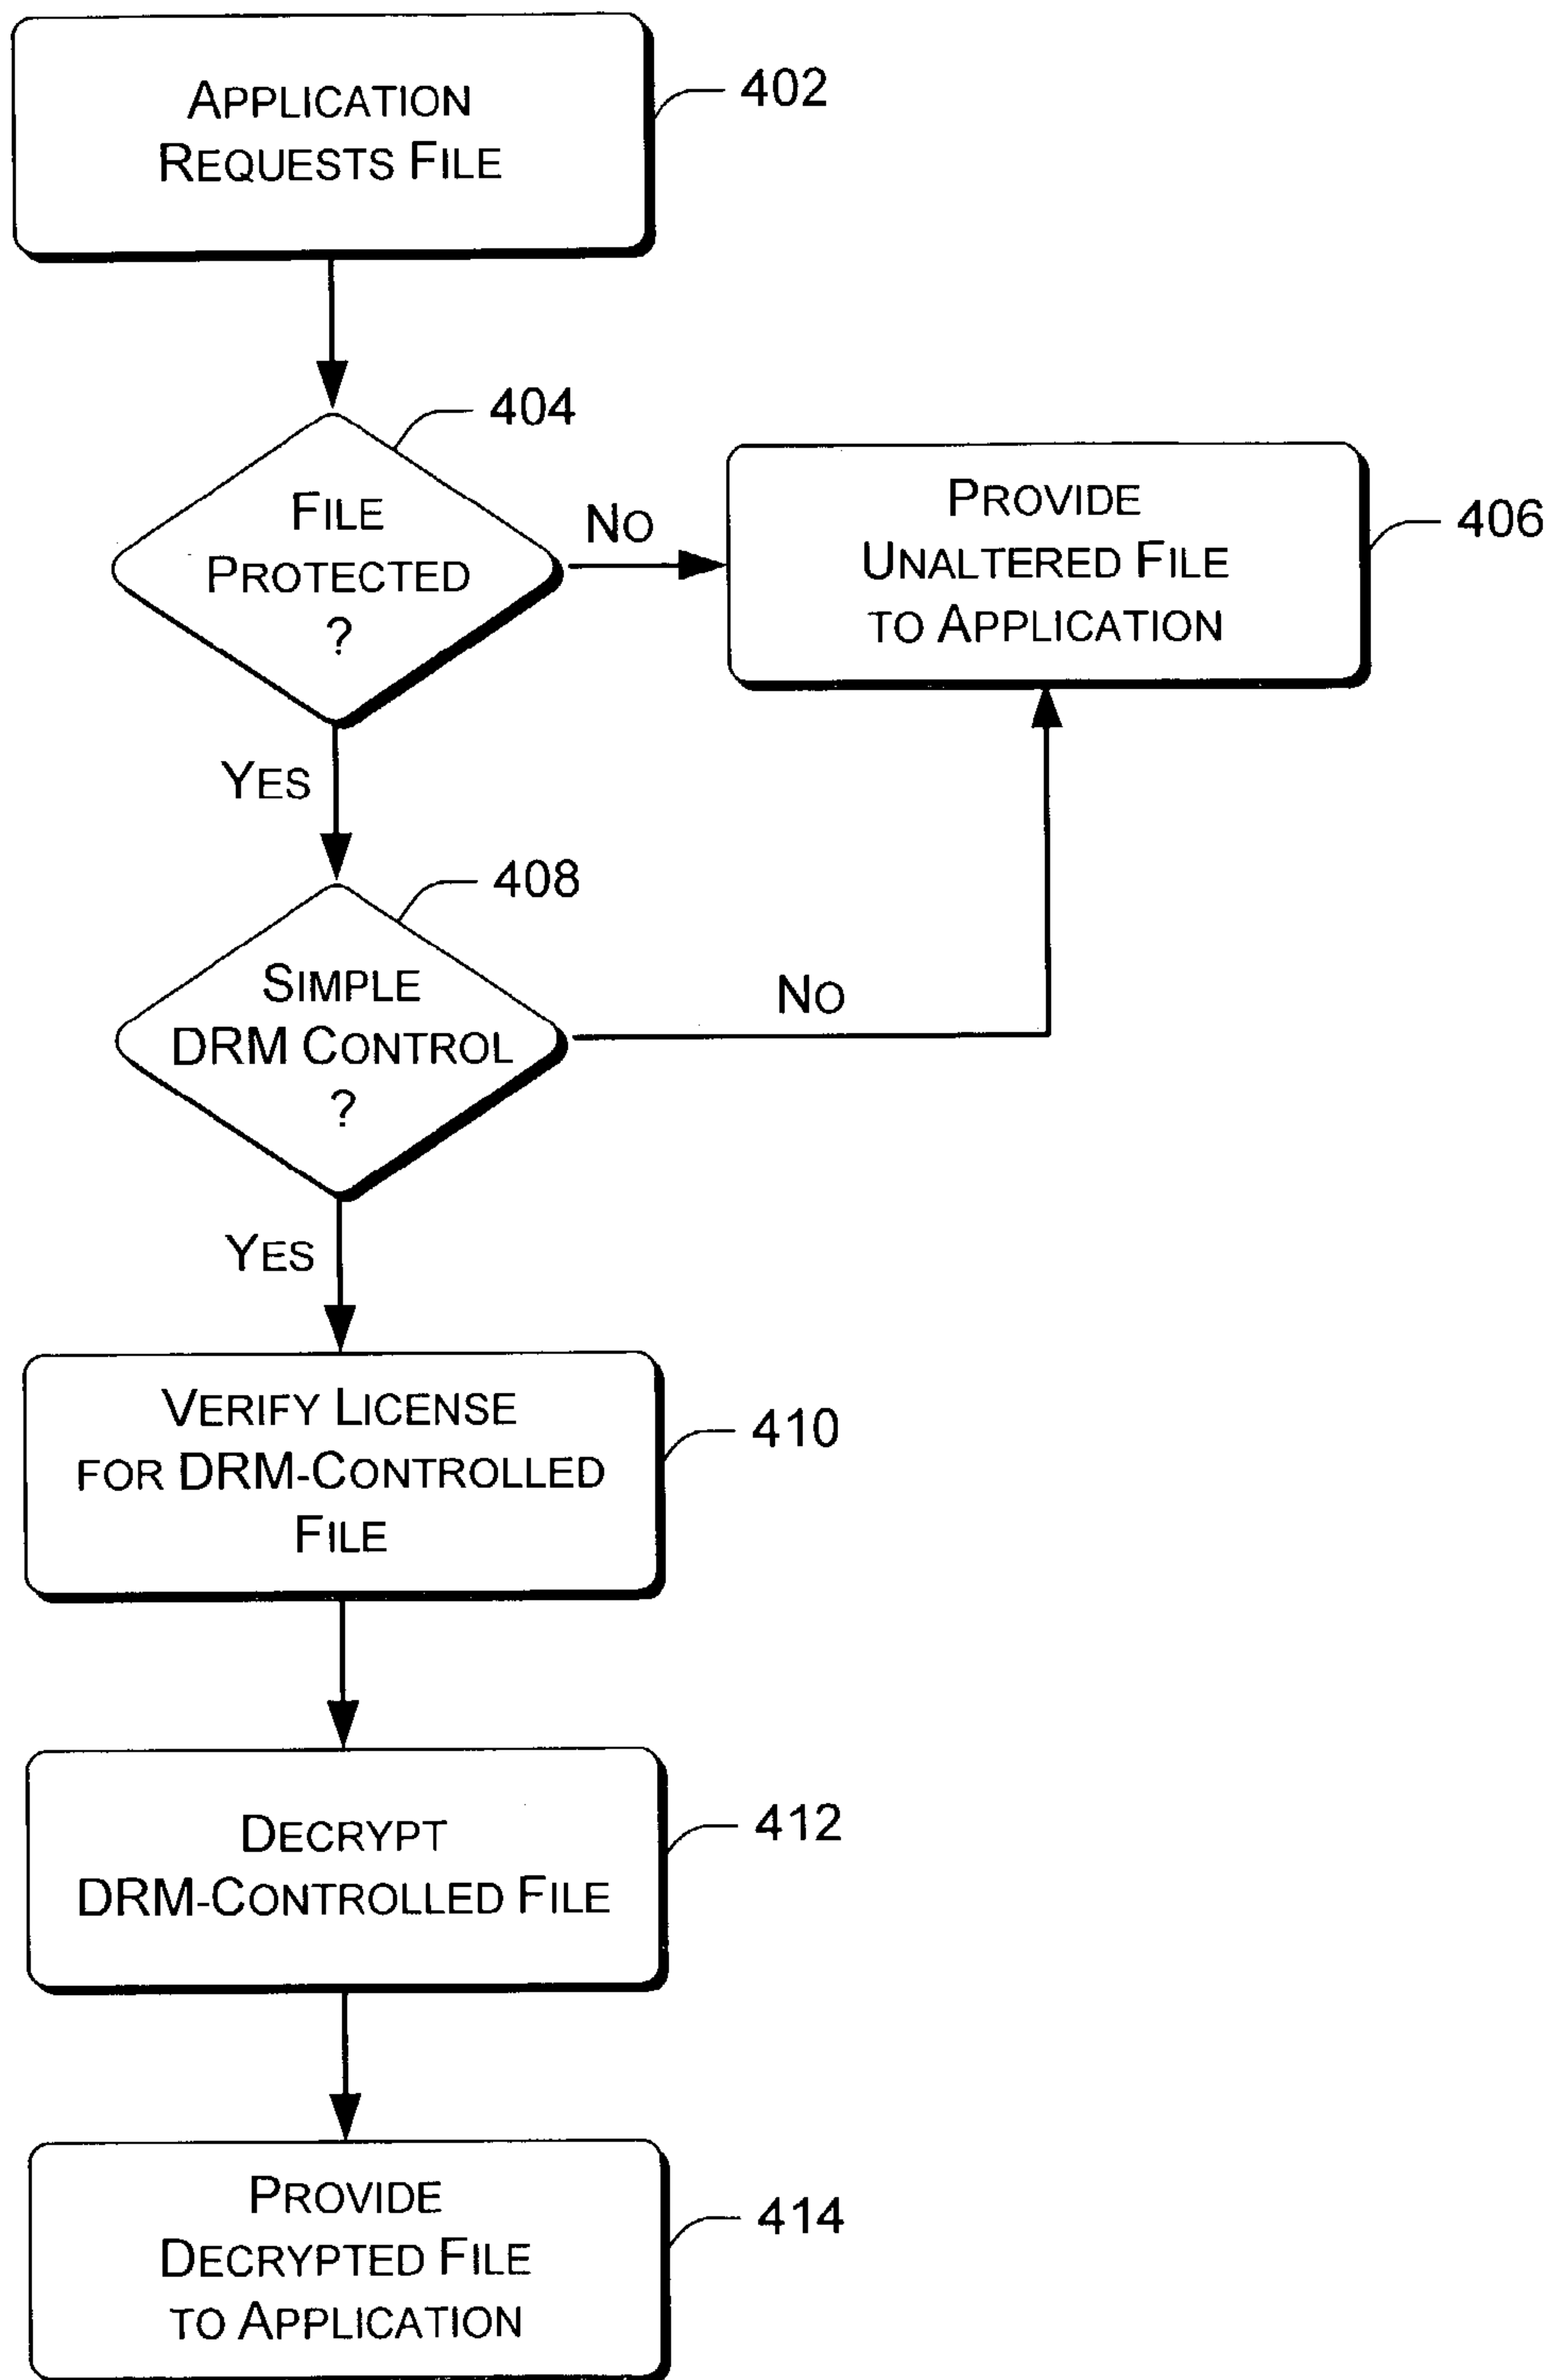 APPLICATION
REQUESTS FILE
402
404
FILE
PROTECTED
?
NO
PROVIDE
UNALTERED FILE
TO APPLICATION
406
YES
408
SIMPLE
DRM CONTROL
?
NO
YES
VERIFY LICENSE
FOR DRM-CONTROLLED
FILE
410
DECRYPT
DRM-CONTROLLED FILE
412
PROVIDE
DECRYPTED FILE
TO APPLICATION
414